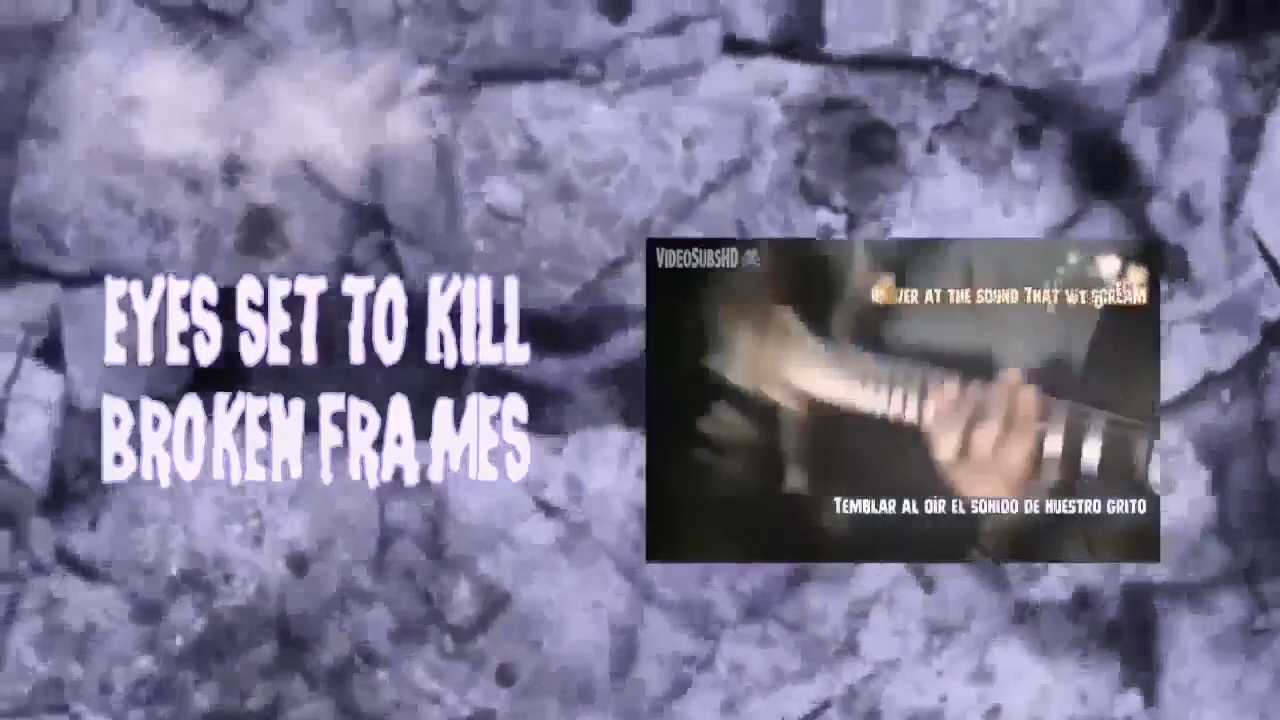 EYES SET TO KILL
BROKEN FRAMES
VIDEOSUBSHD
AT THE SOUND THAT WE SCREAM
TEMBLAR AL OÍR EL SONIDO DE NUESTRO GRITO